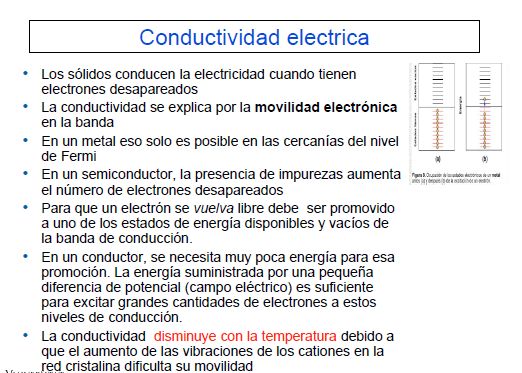 Conductividad electrica
Los sólidos conducen la electricidad cuando tienen
electrones desapareados
La conductividad se explica por la movilidad electrónica
en la banda
En un metal eso solo es posible en las cercanías del nivel
de Fermi
En un semiconductor, la presencia de impurezas aumenta
el número de electrones desapareados
Para que un electrón se vuelva libre debe ser promovido
a uno de los estados de energía disponibles y vacíos de
la banda de conducción.
En un conductor, se necesita muy poca energía para esa
promoción. La energía suministrada por una pequeña
diferencia de potencial (campo eléctrico) es suficiente
para excitar grandes cantidades de electrones a estos
niveles de conducción.
La conductividad disminuye con la temperatura debido a
que el aumento de las vibraciones de los cationes en la
red cristalina dificulta su movilidad
(a) (b)